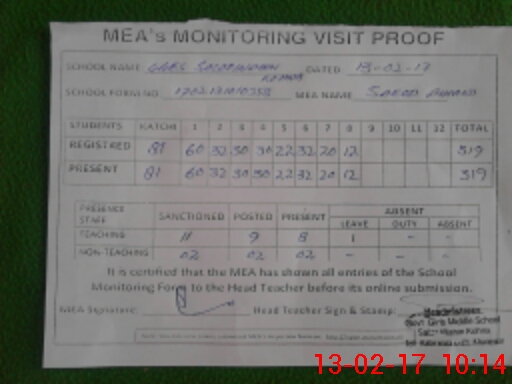 MEA's MONITORING VISIT PROOF
SCHOOL NAME GGES DATED 13-02-17
SCHOOL FORM NO MEA NAME
STUDENTS KATCHI 1 2 3 4 5 6 7 8 9 10 11 12 TOTAL
REGISTRED 81 60 32 30 30 22 32 20 12 319
PRESENT 81 60 32 30 30 22 32 20 12 319
PRESENCE STAFF SANCTIONED POSTED PRESENT ABSENT
LEAVE DUTY ABSENT
TEACHING 11 9 8 1 - -
NON-TEACHING 02 02 02 - - -
It is certified that the MEA has shown all entries of the School
Monitoring Form to the Head Teacher before its online submission.
MEA Signature: Head Teacher Sign & Stamp:
Headmistress
Govt Girls Middle School
13-02-17 10:14